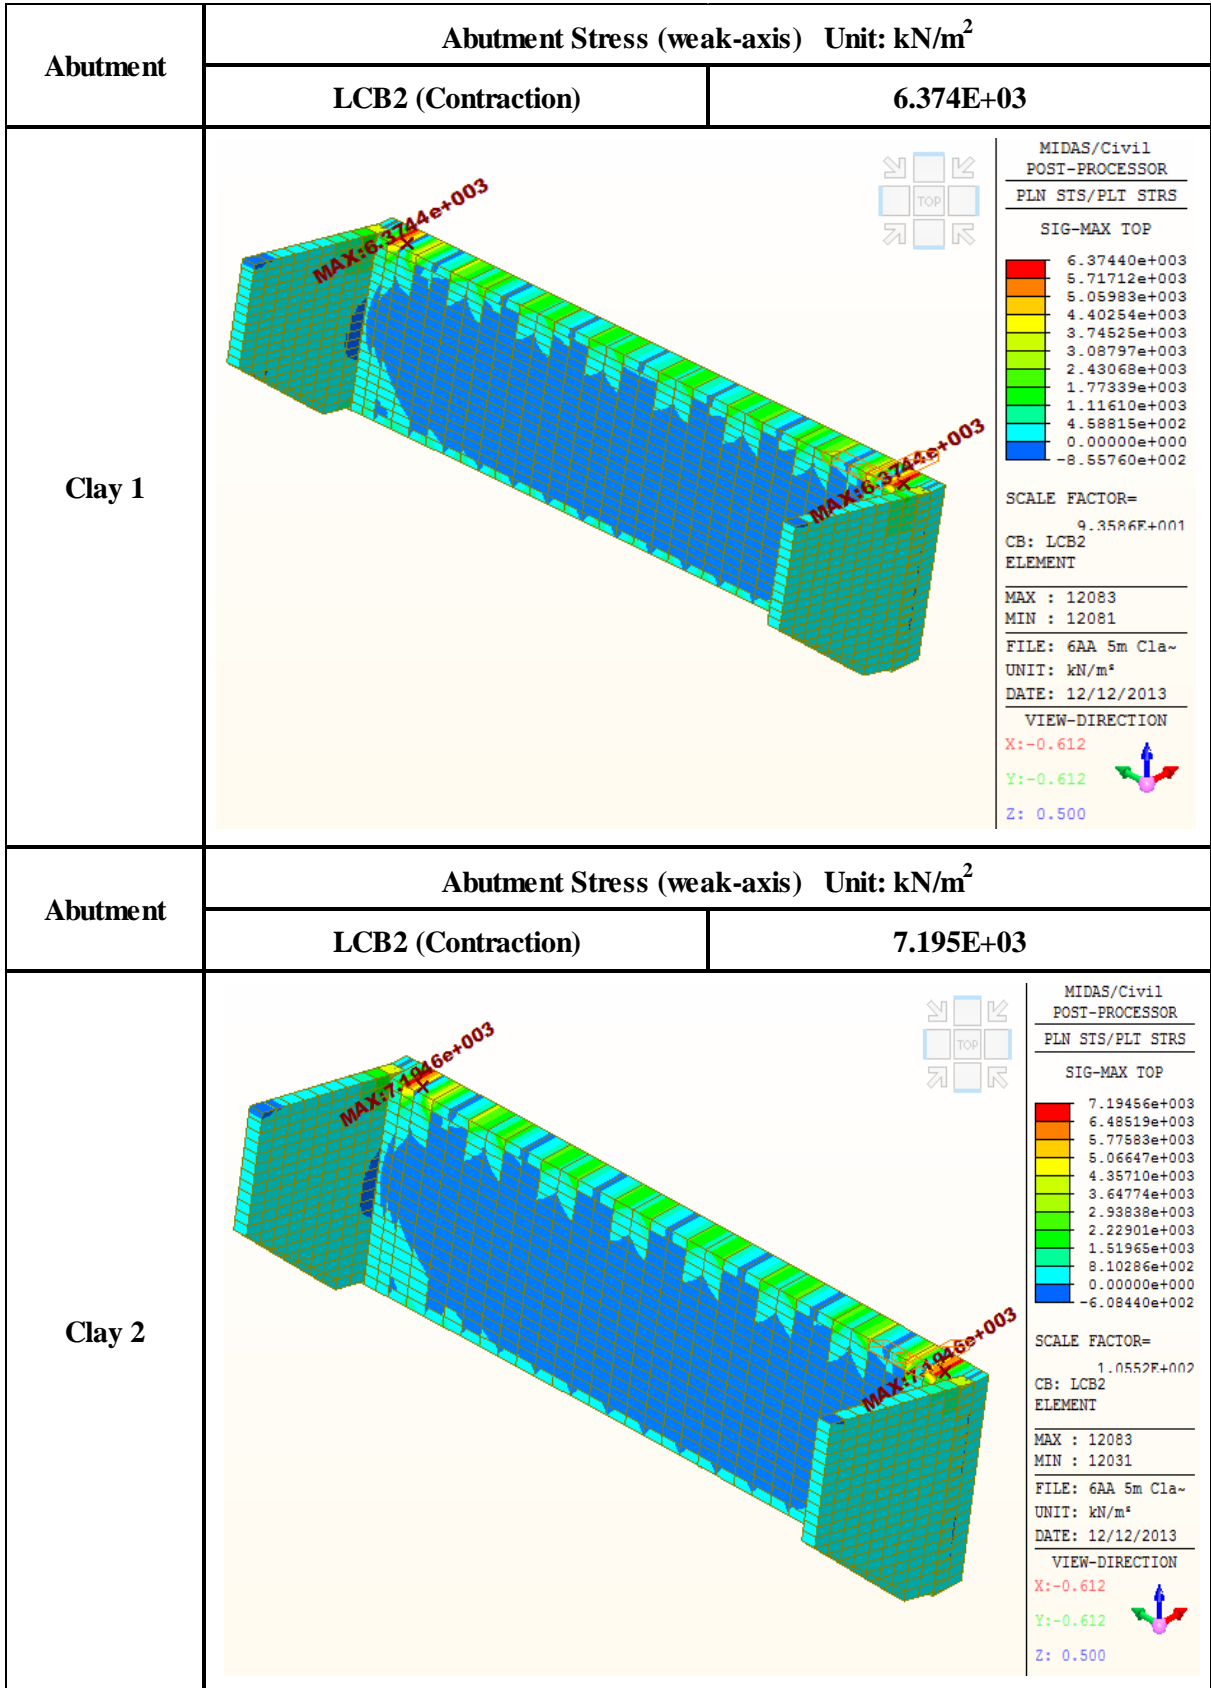 Abutment
Abutment Stress (weak-axis) Unit: kN/m²
LCB2 (Contraction)
6.374E+03
Clay 1
MAX:6.3744e+003
MAX:6.3744e+003
TOP
MIDAS/Civil
POST-PROCESSOR
PLN STS/PLT STRS
SIG-MAX TOP
6.37440e+003
5.71712e+003
5.05983e+003
4.40254e+003
3.74525e+003
3.08797e+003
2.43068e+003
1.77339e+003
1.11610e+003
4.58815e+002
0.00000e+000
-8.55760e+002
SCALE FACTOR=
9.3586E+001
CB: LCB2
ELEMENT
MAX : 12083
MIN : 12081
FILE: 6AA 5m Cla~
UNIT: kN/m²
DATE: 12/12/2013
VIEW-DIRECTION
X:-0.612
Y:-0.612
Z: 0.500
Abutment
Abutment Stress (weak-axis) Unit: kN/m²
LCB2 (Contraction)
7.195E+03
Clay 2
MAX:7.1946e+003
MAX:7.1946e+003
TOP
MIDAS/Civil
POST-PROCESSOR
PLN STS/PLT STRS
SIG-MAX TOP
7.19456e+003
6.48519e+003
5.77583e+003
5.06647e+003
4.35710e+003
3.64774e+003
2.93838e+003
2.22901e+003
1.51965e+003
8.10286e+002
0.00000e+000
-6.08440e+002
SCALE FACTOR=
1.0552E+002
CB: LCB2
ELEMENT
MAX : 12083
MIN : 12031
FILE: 6AA 5m Cla~
UNIT: kN/m²
DATE: 12/12/2013
VIEW-DIRECTION
X:-0.612
Y:-0.612
Z: 0.500